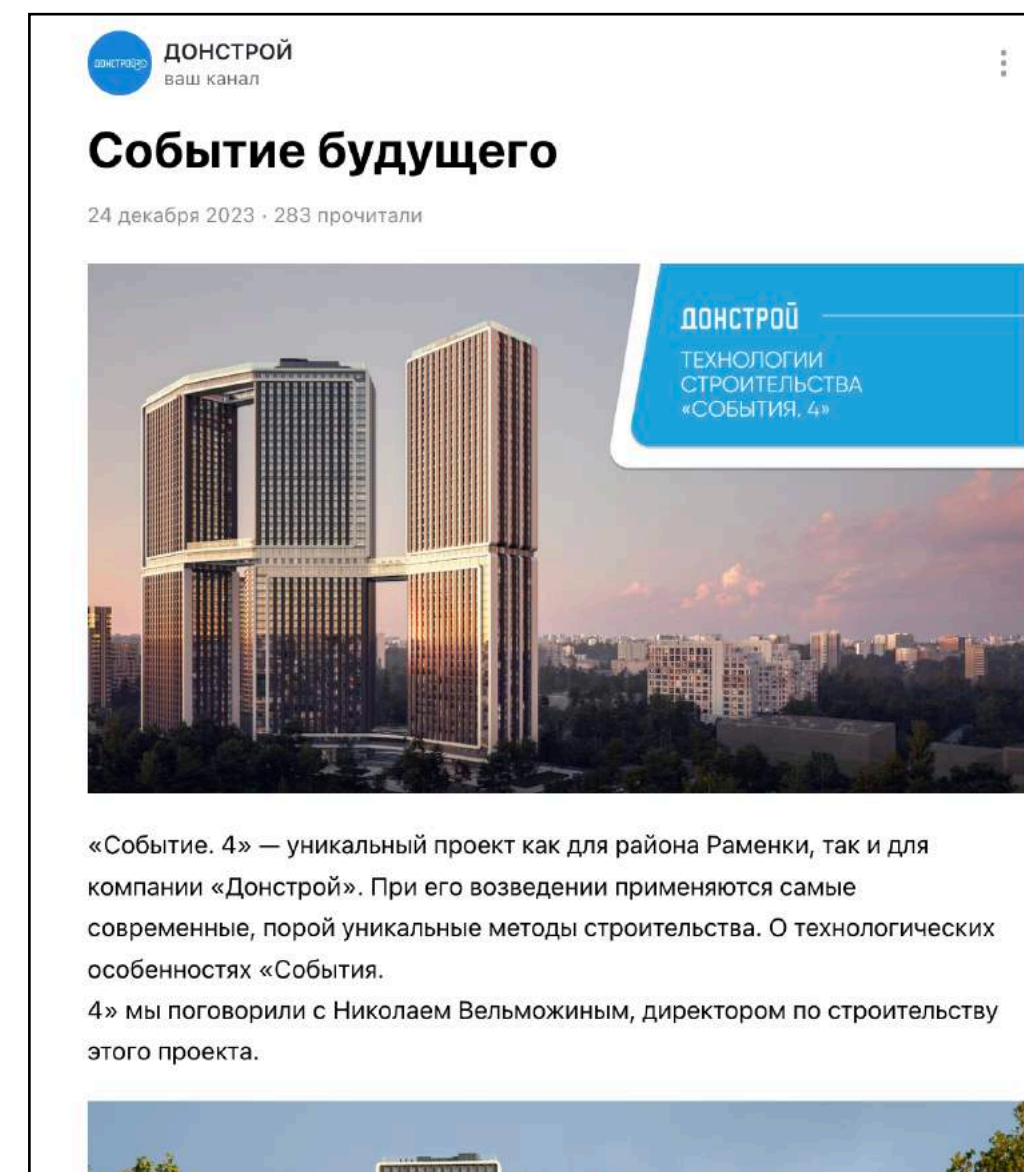 ДОНСТРОЙ
ДОНСТРОЙ
ваш канал
Событие будущего
24 декабря 2023 · 283 прочитали
ДОНСТРОЙ
ТЕХНОЛОГИИ
СТРОИТЕЛЬСТВА
«СОБЫТИЯ. 4»
«Событие. 4» — уникальный проект как для района Раменки, так и для
компании «Донстрой». При его возведении применяются самые
современные, порой уникальные методы строительства. О технологических
особенностях «События.
4» мы поговорили с Николаем Вельможиным, директором по строительству
этого проекта.